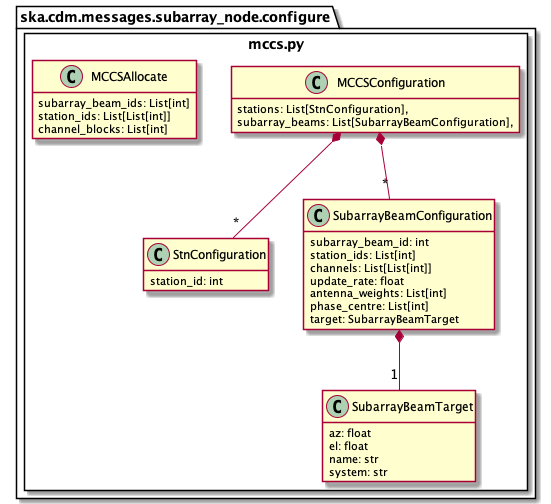 ska.cdm.messages.subarray_node.configure
mccs.py
C MCCSAllocate
subarray_beam_ids: List[int]
station_ids: List[List[int]]
channel_blocks: List[int]
C MCCSConfiguration
stations: List[StnConfiguration],
subarray_beams: List[SubarrayBeamConfiguration],
*
*
C StnConfiguration
station_id: int
C SubarrayBeamConfiguration
subarray_beam_id: int
station_ids: List[int]
channels: List[List[int]]
update_rate: float
antenna_weights: List[int]
phase_centre: List[int]
target: SubarrayBeamTarget
1
C SubarrayBeamTarget
az: float
el: float
name: str
system: str